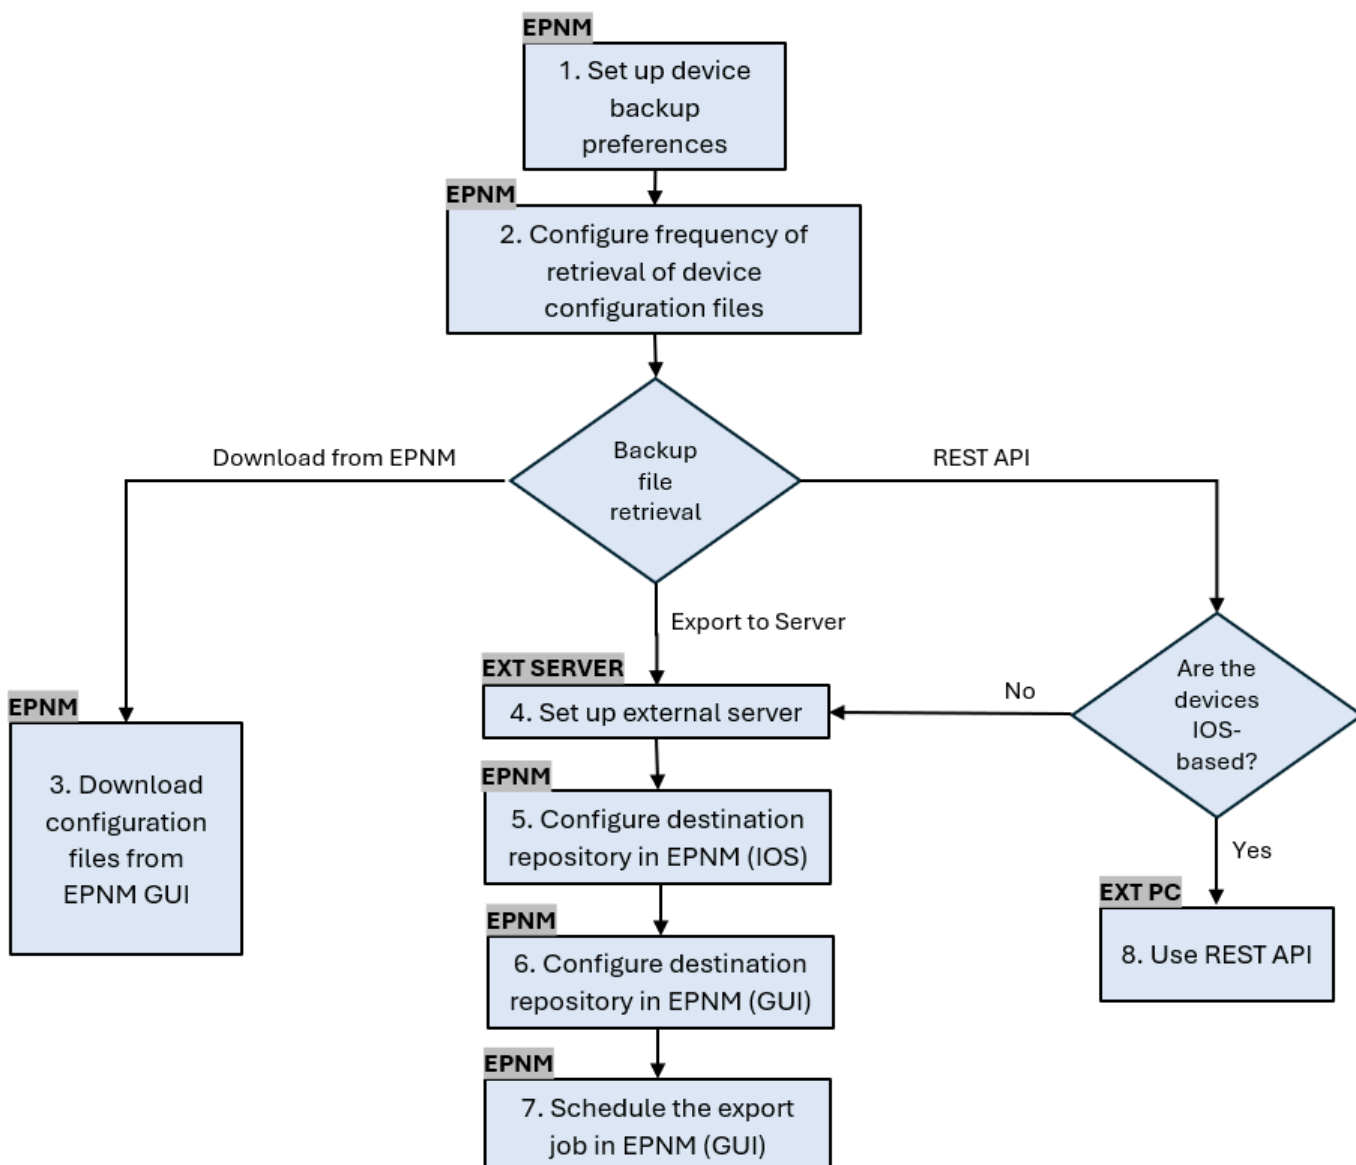 EPNM
1. Set up device
backup
preferences
EPNM
2. Configure frequency of
retrieval of device
configuration files
Backup
file
retrieval
Download from EPNM
REST API
Export to Server
EPNM
3. Download
configuration
files from
EPNM GUI
EXT SERVER
4. Set up external server
No
Are the
devices
IOS-
based?
Yes
EPNM
5. Configure destination
repository in EPNM (IOS)
EXT PC
8. Use REST API
EPNM
6. Configure destination
repository in EPNM (GUI)
EPNM
7. Schedule the export
job in EPNM (GUI)